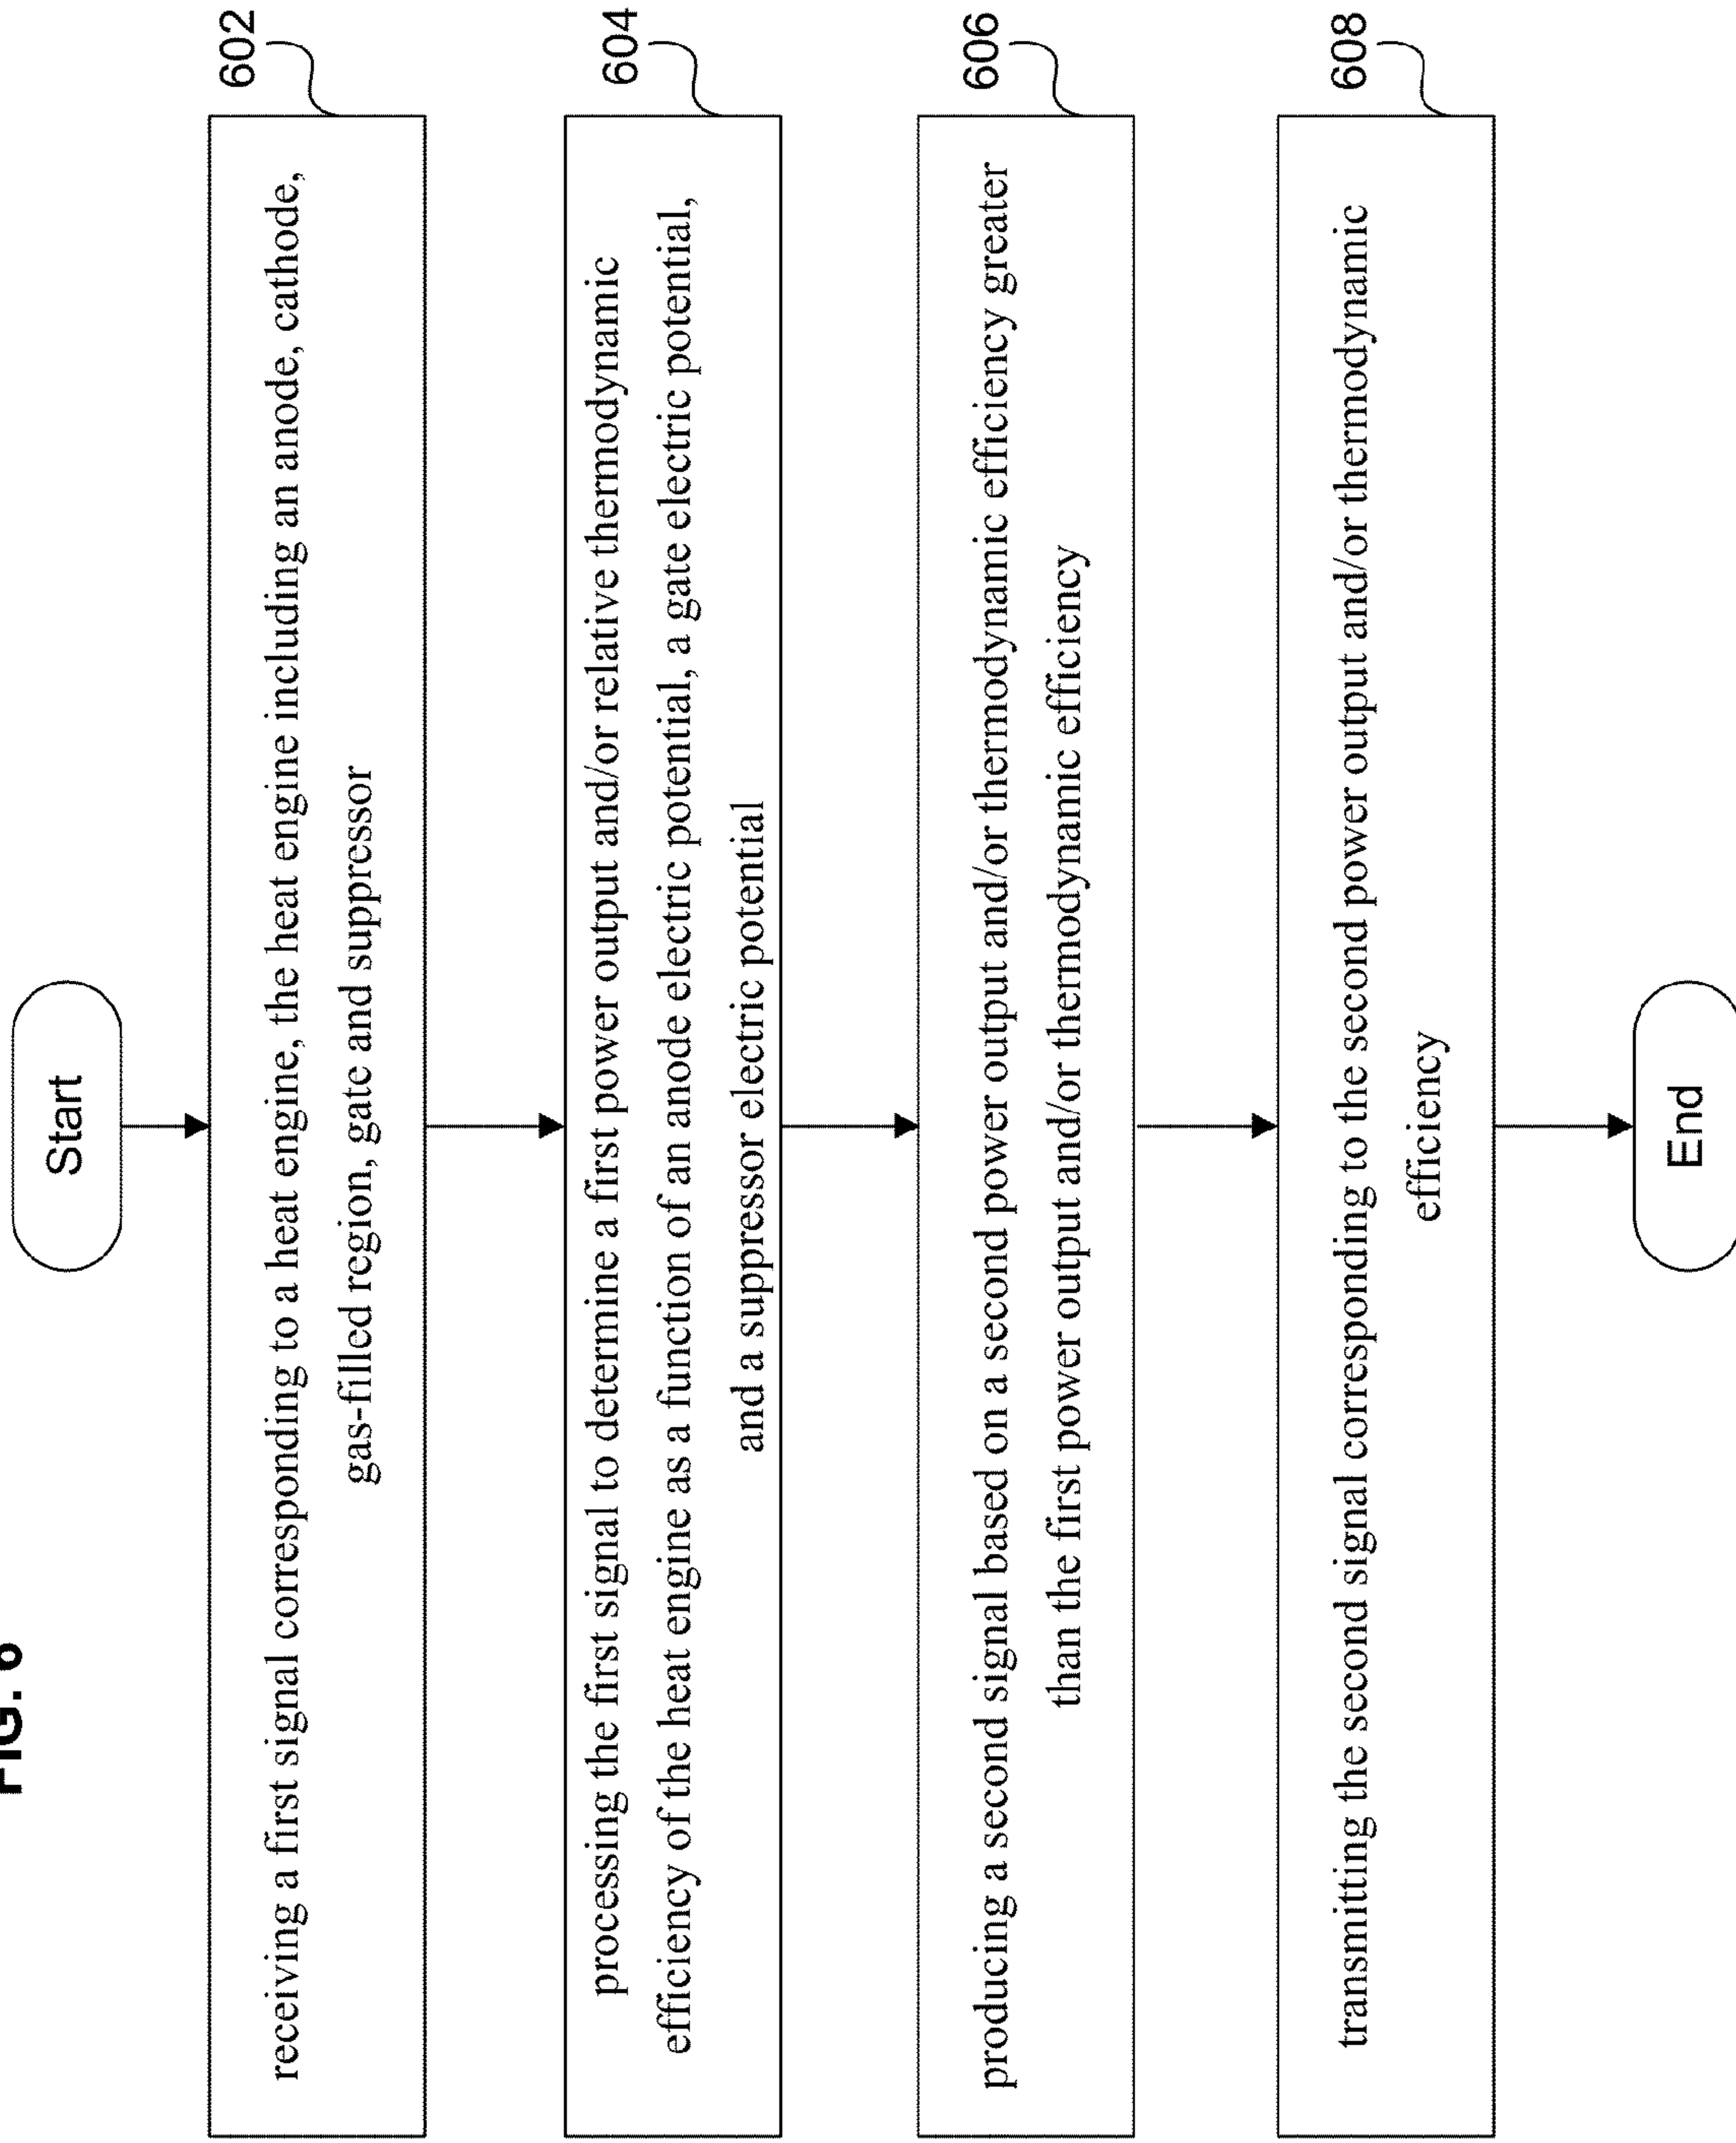 FIG. 6
Start
receiving a first signal corresponding to a heat engine, the heat engine including an anode, cathode,
gas-filled region, gate and suppressor
602
processing the first signal to determine a first power output and/or relative thermodynamic
efficiency of the heat engine as a function of an anode electric potential, a gate electric potential,
and a suppressor electric potential
604
producing a second signal based on a second power output and/or thermodynamic efficiency greater
than the first power output and/or thermodynamic efficiency
606
transmitting the second signal corresponding to the second power output and/or thermodynamic
efficiency
608
End